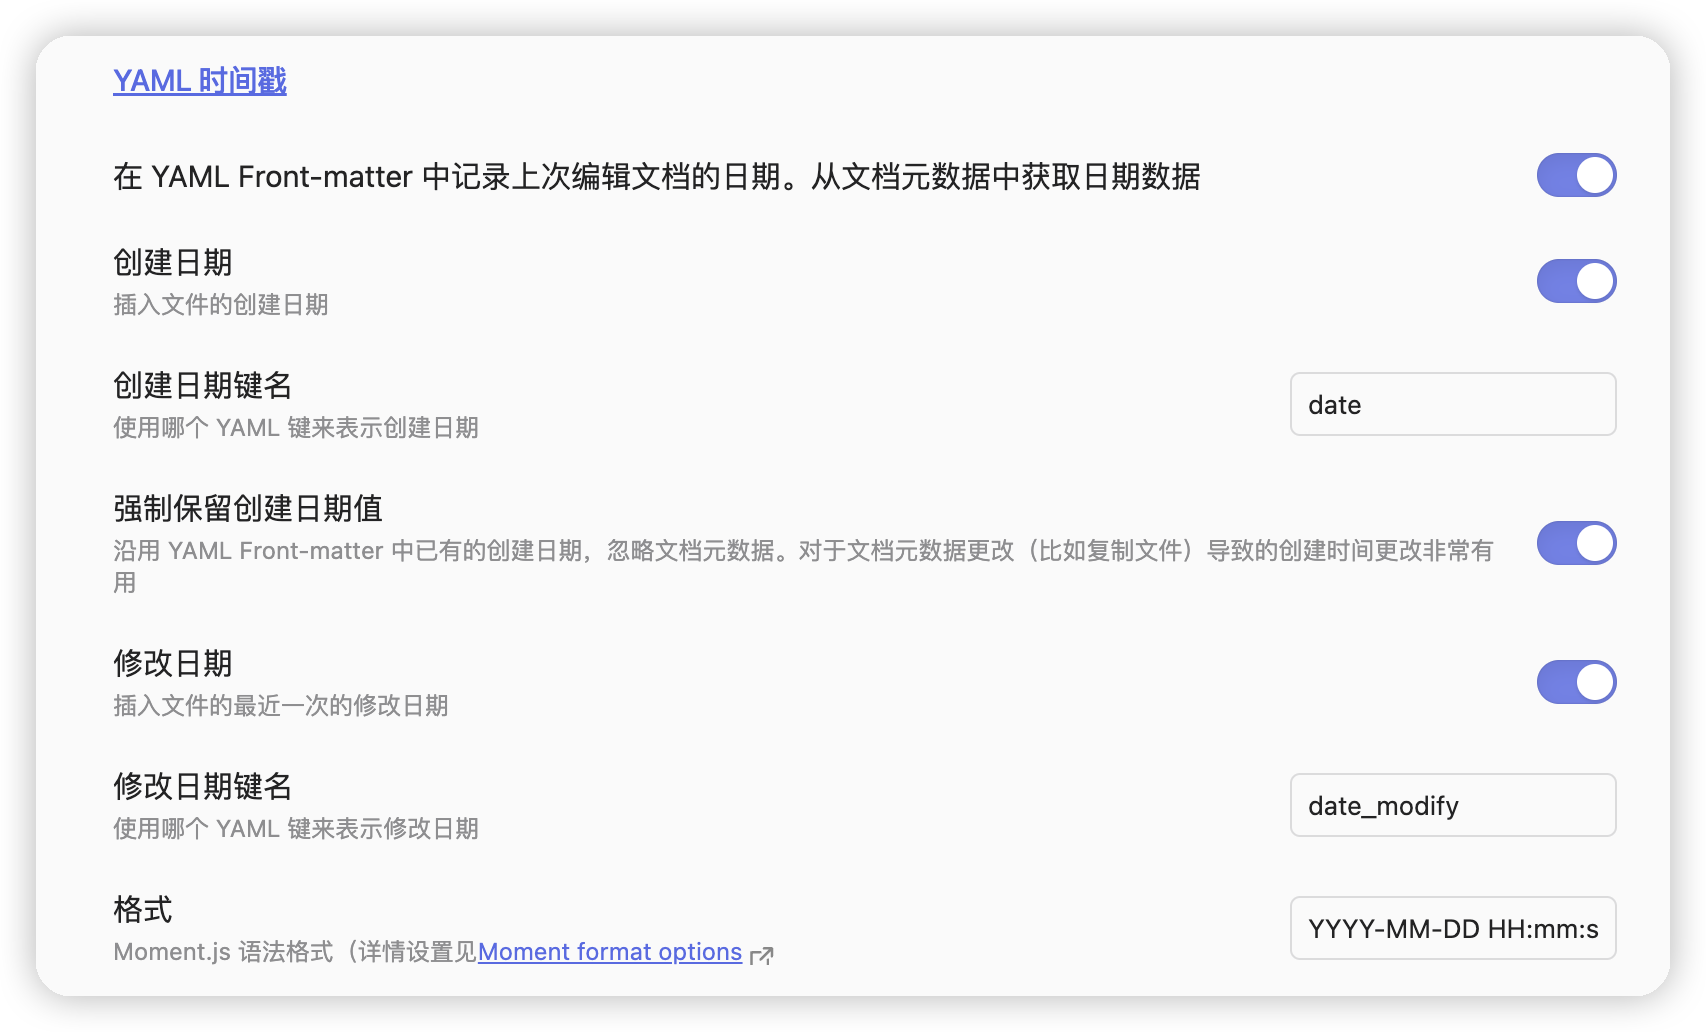 YAML 时间戳
在 YAML Front-matter 中记录上次编辑文档的日期。从文档元数据中获取日期数据
创建日期
插入文件的创建日期
创建日期键名
使用哪个 YAML 键来表示创建日期
date
强制保留创建日期值
沿用 YAML Front-matter 中已有的创建日期，忽略文档元数据。对于文档元数据更改（比如复制文件）导致的创建时间更改非常有
用
修改日期
插入文件的最近一次的修改日期
修改日期键名
使用哪个 YAML 键来表示修改日期
date_modify
格式
Moment.js 语法格式（详情设置见Moment format options
YYYY-MM-DD HH:mm:s